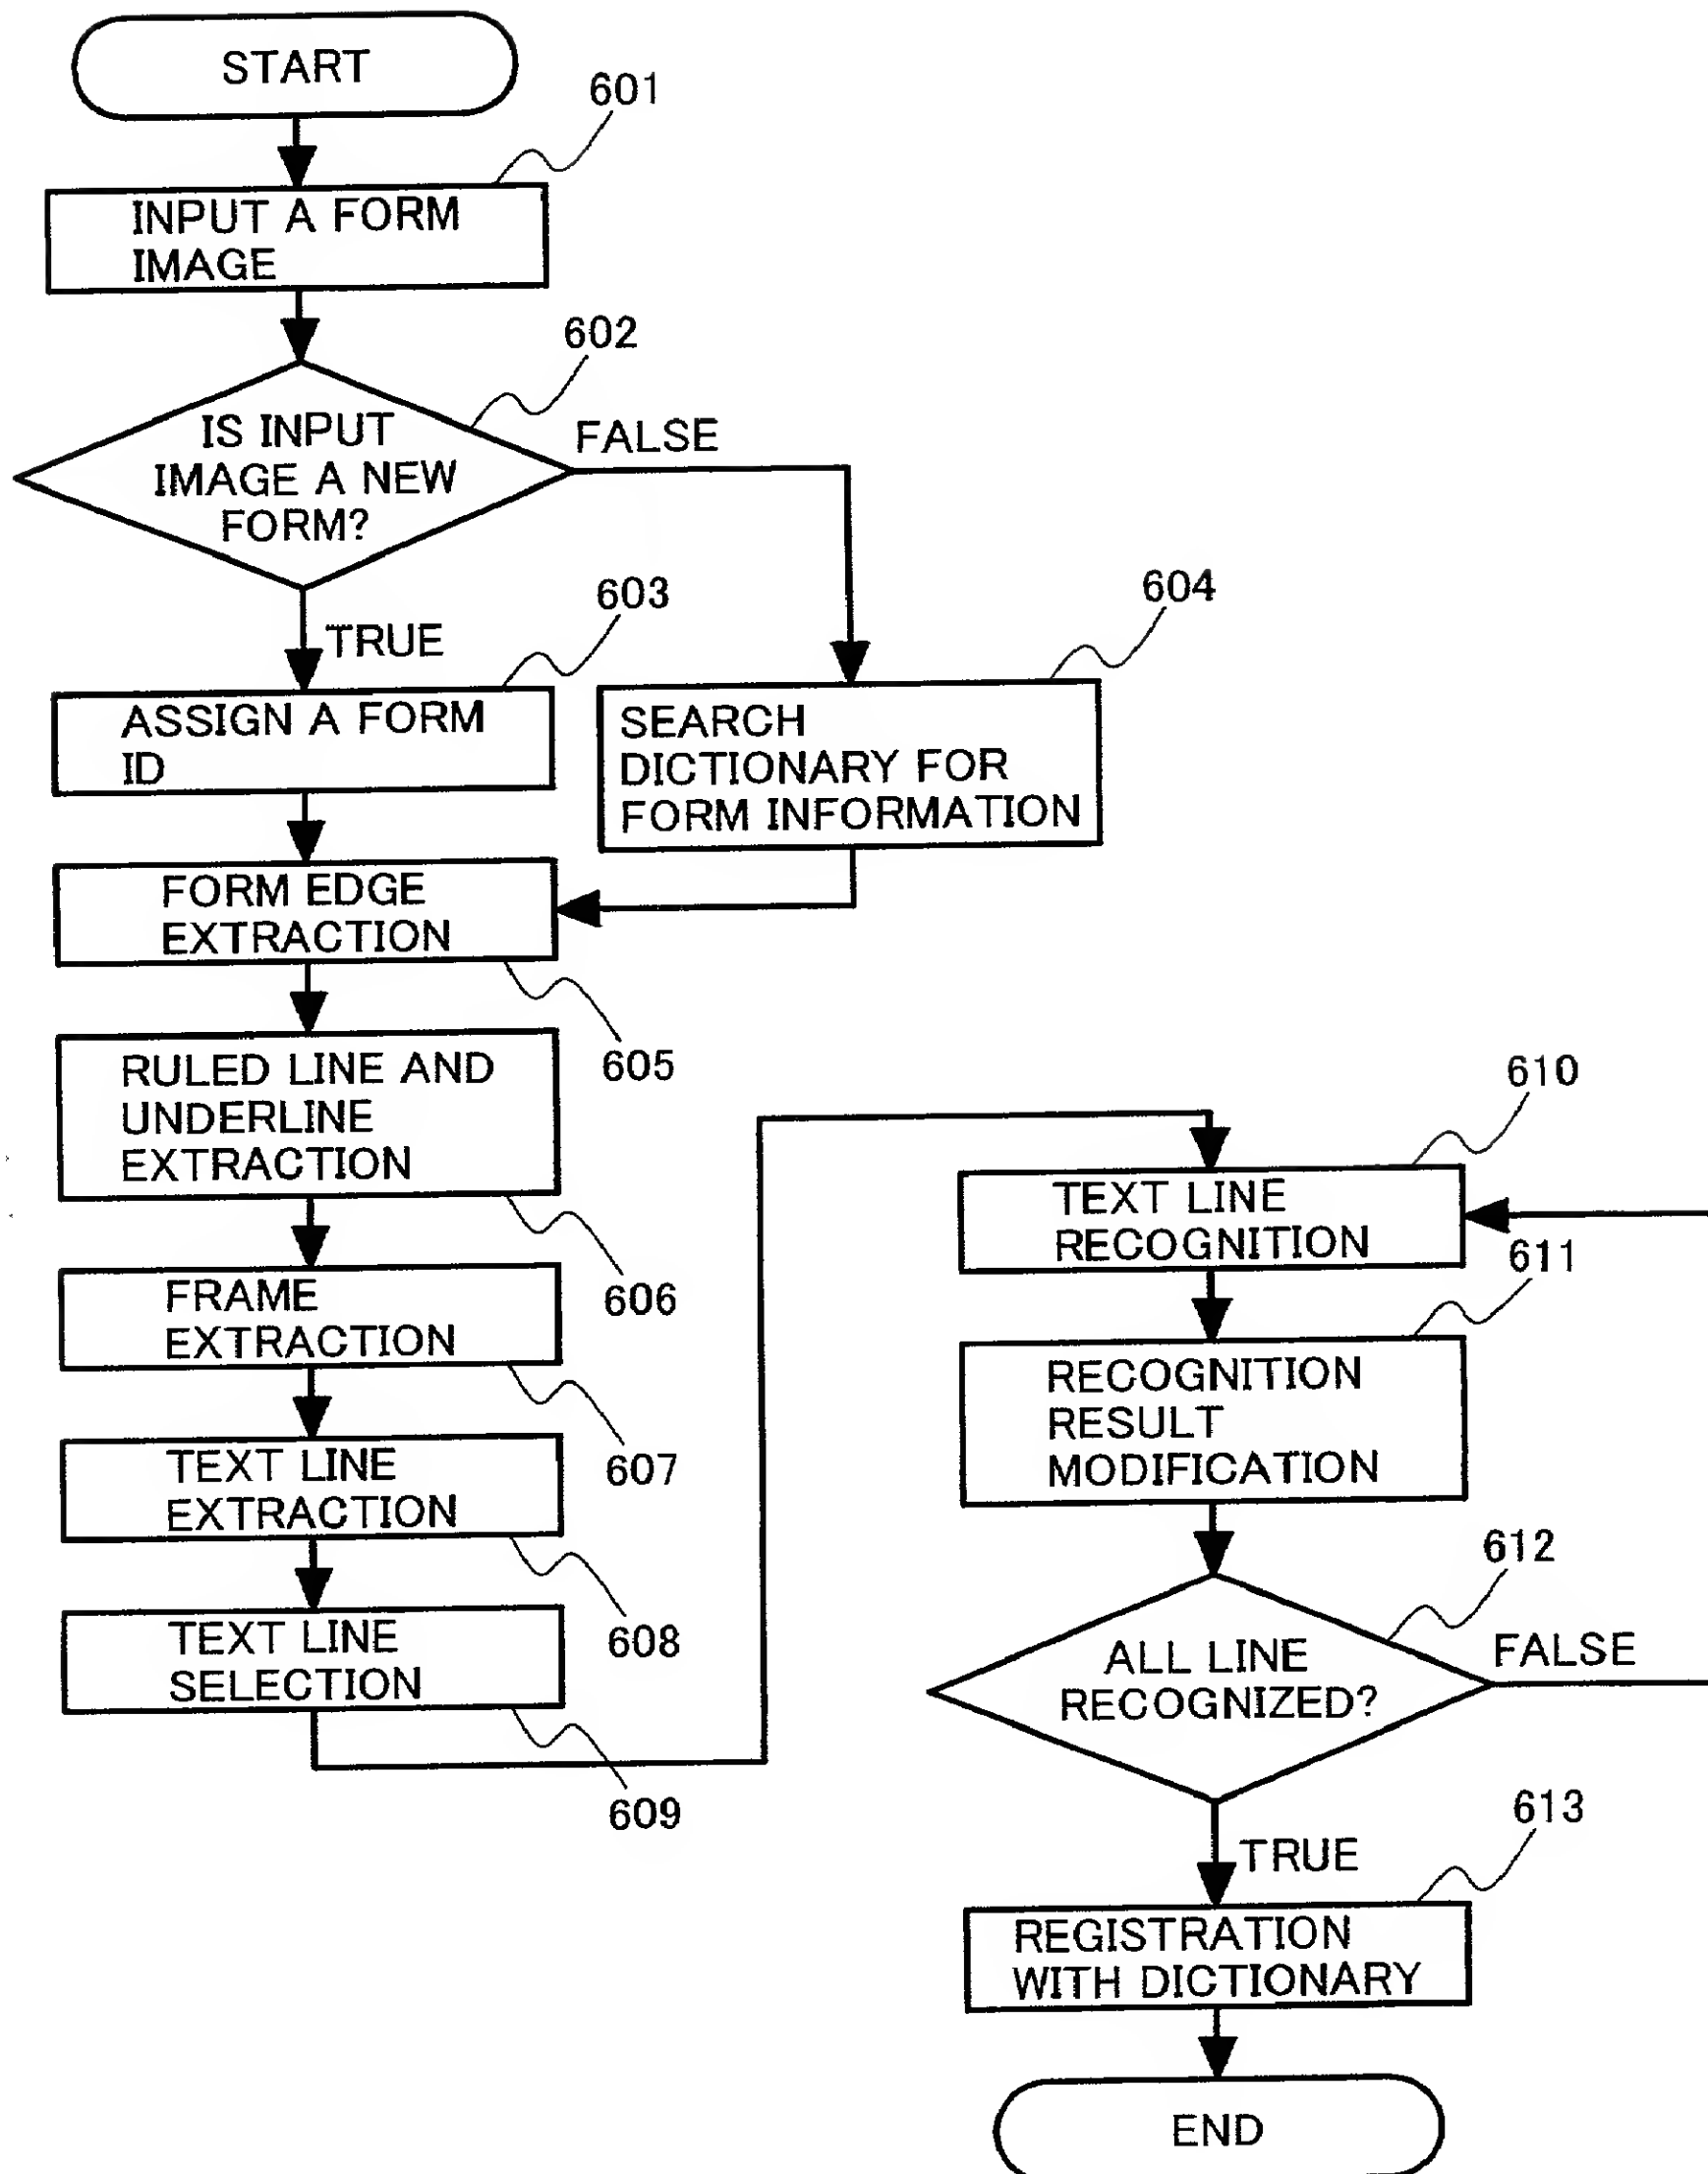 START
601
INPUT A FORM
IMAGE
602
IS INPUT
IMAGE A NEW
FORM?
FALSE
TRUE
603
ASSIGN A FORM
ID
604
SEARCH
DICTIONARY FOR
FORM INFORMATION
FORM EDGE
EXTRACTION
605
RULED LINE AND
UNDERLINE
EXTRACTION
606
FRAME
EXTRACTION
607
TEXT LINE
EXTRACTION
608
TEXT LINE
SELECTION
609
610
TEXT LINE
RECOGNITION
611
RECOGNITION
RESULT
MODIFICATION
612
ALL LINE
RECOGNIZED?
FALSE
TRUE
613
REGISTRATION
WITH DICTIONARY
END